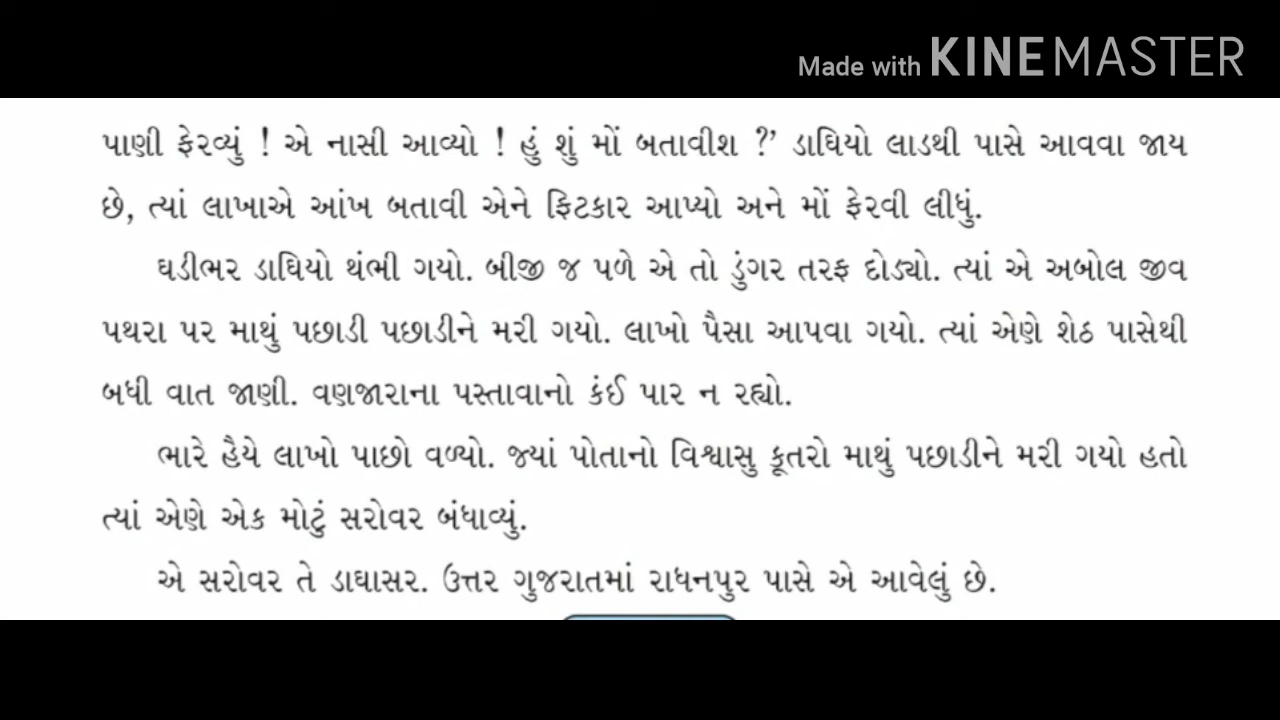 Made with KINEMASTER
પાણી ફેરવ્યું ! એ નાસી આવ્યો ! હું શું મોં બતાવીશ ?’ ડાઘિયો લાડથી પાસે આવવા જાય
છે, ત્યાં લાખાએ આંખ બતાવી એને ફિટકાર આપ્યો અને મોં ફેરવી લીધું.
ઘડીભર ડાઘિયો થંભી ગયો. બીજી જ પળે એ તો ડુંગર તરફ દોડ્યો. ત્યાં એ અબોલ જીવ
પથરા પર માથું પછાડી પછાડીને મરી ગયો. લાખો પૈસા આપવા ગયો. ત્યાં એણે શેઠ પાસેથી
બધી વાત જાણી. વણજારાના પસ્તાવાનો કંઈ પાર ન રહ્યો.
ભારે હૈયે લાખો પાછો વળ્યો. જ્યાં પોતાનો વિશ્વાસુ કૂતરો માથું પછાડીને મરી ગયો હતો
ત્યાં એણે એક મોટું સરોવર બંધાવ્યું.
એ સરોવર તે ડાઘાસર. ઉત્તર ગુજરાતમાં રાધનપુર પાસે એ આવેલું છે.